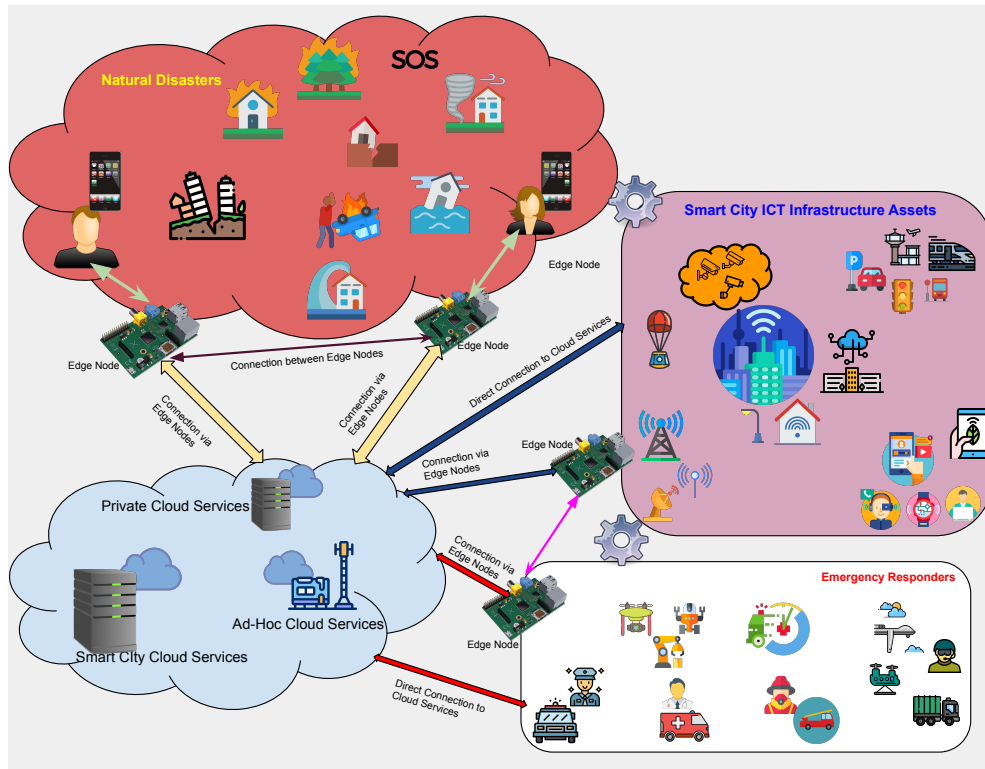 SOS
Natural Disasters
Smart City ICT Infrastructure Assets
P
Edge Node
Edge Node
Edge Node
Connection between Edge Nodes
Direct Connection to Cloud Services
Connection via
Edge Nodes
Connection via
Edge Nodes
Connection via
Edge Nodes
Edge Node
Private Cloud Services
Connection via
Edge Nodes
Emergency Responders
Ad-Hoc Cloud Services
Edge Node
Smart CIty Cloud Services
Direct Connection to
Cloud Services